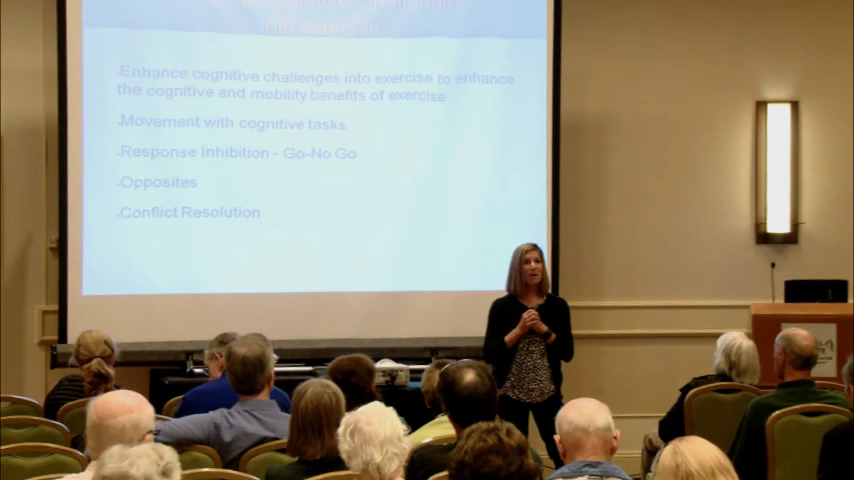 .Enhance cognitive challenges into exercise to enhance
the cognitive and mobility benefits of exercise
.Movement with cognitive tasks
.Response Inhibition - Go-No Go
.Opposites
.Conflict Resolution